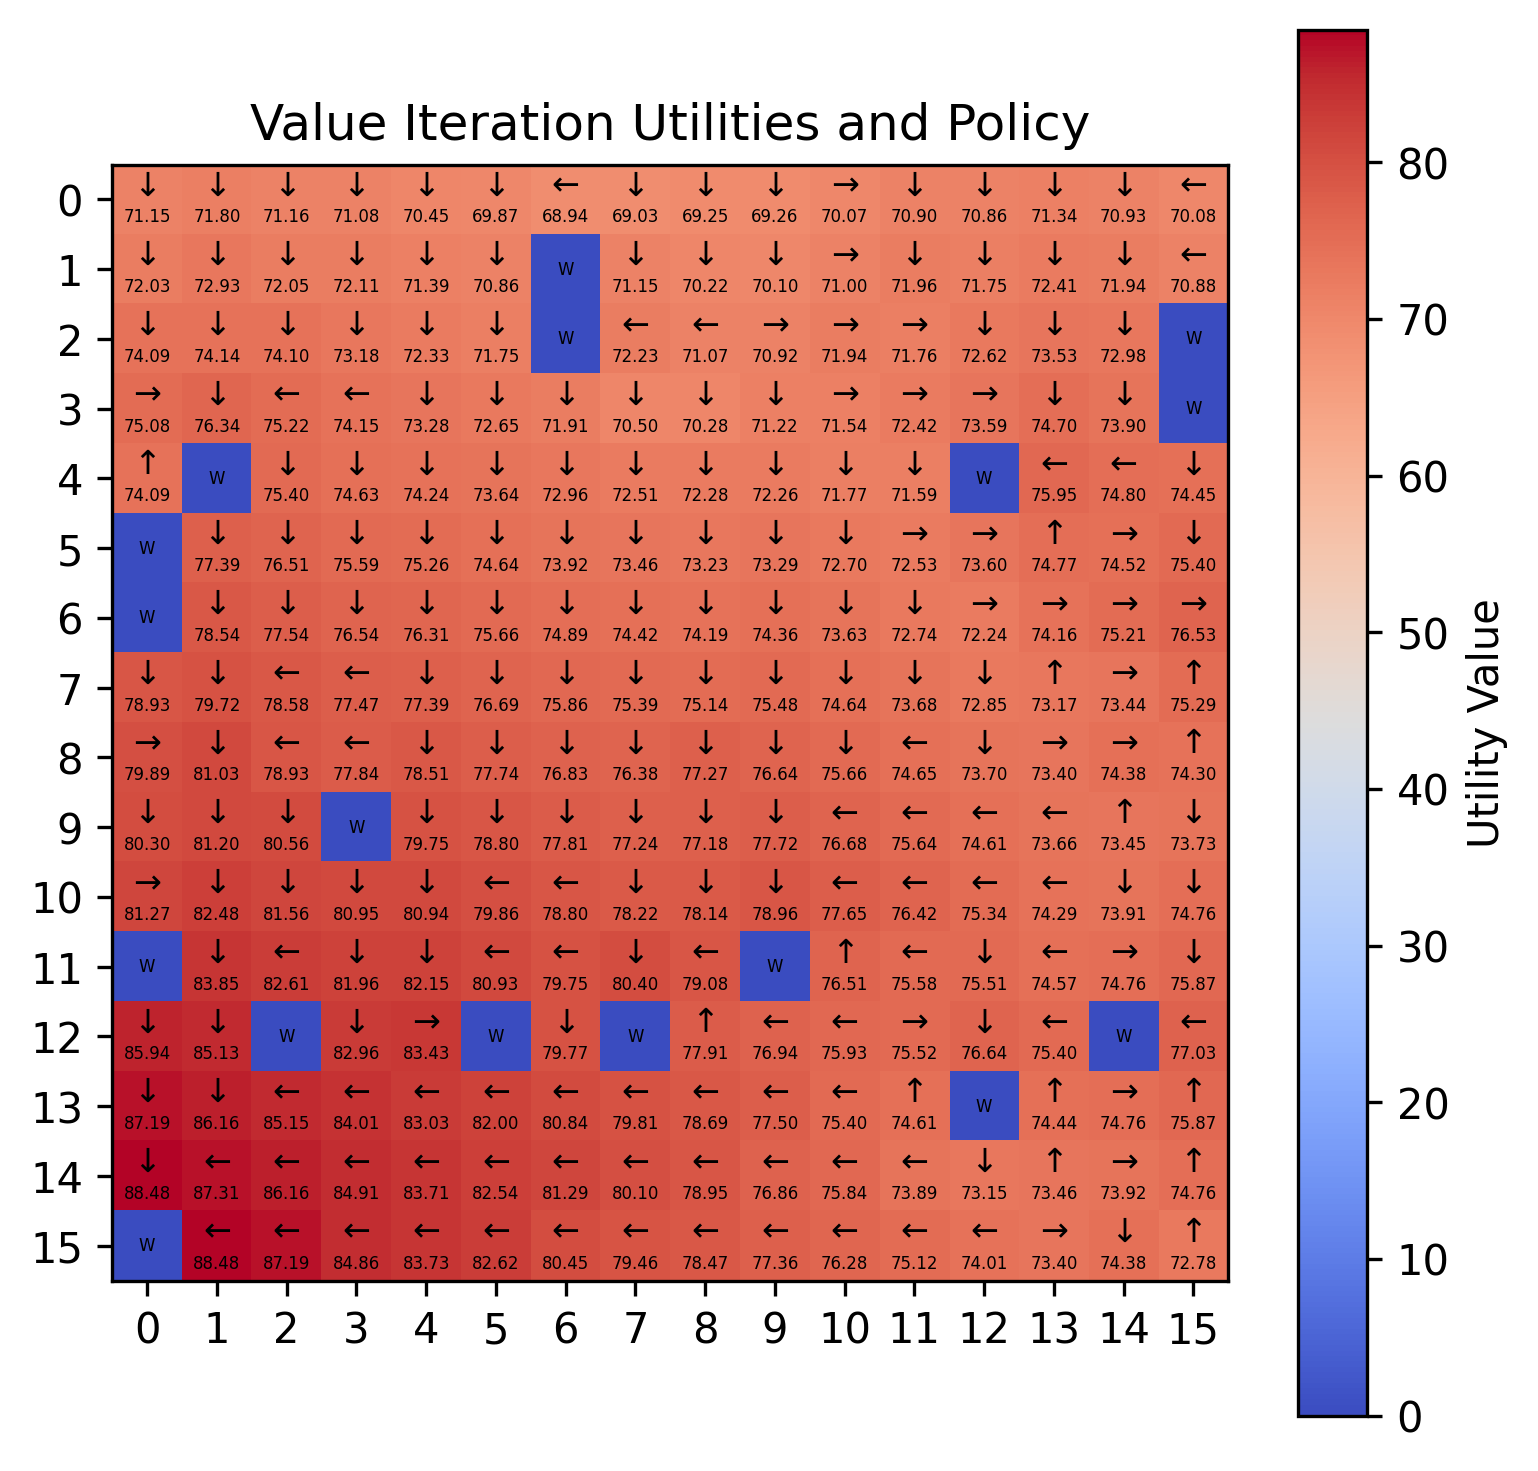 Value Iteration Utilities and Policy
0 ↓ ↓ ↓ ↓ ↓ ↓ ← ↓ ↓ ↓ → ↓ ↓ ↓ ↓ ←
71.15 71.80 71.16 71.08 70.45 69.87 68.94 69.03 69.25 69.26 70.07 70.90 70.86 71.34 70.93 70.08
1 ↓ ↓ ↓ ↓ ↓ ↓ W ↓ ↓ ↓ → ↓ ↓ ↓ ↓ ←
72.03 72.93 72.05 72.11 71.39 70.86 71.15 70.22 70.10 71.00 71.96 71.75 72.41 71.94 70.88
2 ↓ ↓ ↓ ↓ ↓ ↓ W ← ← → → → ↓ ↓ ↓ W
74.09 74.14 74.10 73.18 72.33 71.75 72.23 71.07 70.92 71.94 71.76 72.62 73.53 72.98
3 → ↓ ← ← ↓ ↓ ↓ ↓ ↓ ↓ → → → ↓ ↓ W
75.08 76.34 75.22 74.15 73.28 72.65 71.91 70.50 70.28 71.22 71.54 72.42 73.59 74.70 73.90
4 ↑ W ↓ ↓ ↓ ↓ ↓ ↓ ↓ ↓ ↓ ↓ W ← ← ↓
74.09 75.40 74.63 74.24 73.64 72.96 72.51 72.28 72.26 71.77 71.59 75.95 74.80 74.45
5 W ↓ ↓ ↓ ↓ ↓ ↓ ↓ ↓ ↓ ↓ → → ↑ → ↓
77.39 76.51 75.59 75.26 74.64 73.92 73.46 73.23 73.29 72.70 72.53 73.60 74.77 74.52 75.40
6 W ↓ ↓ ↓ ↓ ↓ ↓ ↓ ↓ ↓ ↓ ↓ → → → →
78.54 77.54 76.54 76.31 75.66 74.89 74.42 74.19 74.36 73.63 72.74 72.24 74.16 75.21 76.53
7 ↓ ↓ ← ← ↓ ↓ ↓ ↓ ↓ ↓ ↓ ↓ ↓ ↑ → ↑
78.93 79.72 78.58 77.47 77.39 76.69 75.86 75.39 75.14 75.48 74.64 73.68 72.85 73.17 73.44 75.29
8 → ↓ ← ← ↓ ↓ ↓ ↓ ↓ ↓ ↓ ← ↓ → → ↑
79.89 81.03 78.93 77.84 78.51 77.74 76.83 76.38 77.27 76.64 75.66 74.65 73.70 73.40 74.38 74.30
9 ↓ ↓ ↓ W ↓ ↓ ↓ ↓ ↓ ↓ ← ← ← ← ↑ ↓
80.30 81.20 80.56 79.75 78.80 77.81 77.24 77.18 77.72 76.68 75.64 74.61 73.66 73.45 73.73
10 → ↓ ↓ ↓ ↓ ← ← ↓ ↓ ↓ ← ← ← ← ↓ ↓
81.27 82.48 81.56 80.95 80.94 79.86 78.80 78.22 78.14 78.96 77.65 76.42 75.34 74.29 73.91 74.76
11 W ↓ ← ↓ ↓ ← ← ↓ ← W ↑ ← ↓ ← → ↓
83.85 82.61 81.96 82.15 80.93 79.75 80.40 79.08 76.51 75.58 75.51 74.57 74.76 75.87
12 ↓ ↓ W ↓ → W ↓ W ↑ ← ← → ↓ ← W ←
85.94 85.13 82.96 83.43 79.77 77.91 76.94 75.93 75.52 76.64 75.40 77.03
13 ↓ ↓ ← ← ← ← ← ← ← ← ← ↑ W ↑ → ↑
87.19 86.16 85.15 84.01 83.03 82.00 80.84 79.81 78.69 77.50 75.40 74.61 74.44 74.76 75.87
14 ↓ ← ← ← ← ← ← ← ← ← ← ← ↓ ↑ → ↑
88.48 87.31 86.16 84.91 83.71 82.54 81.29 80.10 78.95 76.86 75.84 73.89 73.15 73.46 73.92 74.76
15 W ← ← ← ← ← ← ← ← ← ← ← ← → ↓ ↑
88.48 87.19 84.86 83.73 82.62 80.45 79.46 78.47 77.36 76.28 75.12 74.01 73.40 74.38 72.78
0 1 2 3 4 5 6 7 8 9 10 11 12 13 14 15
80
70
60
50
40
30
20
10
0
Utility Value